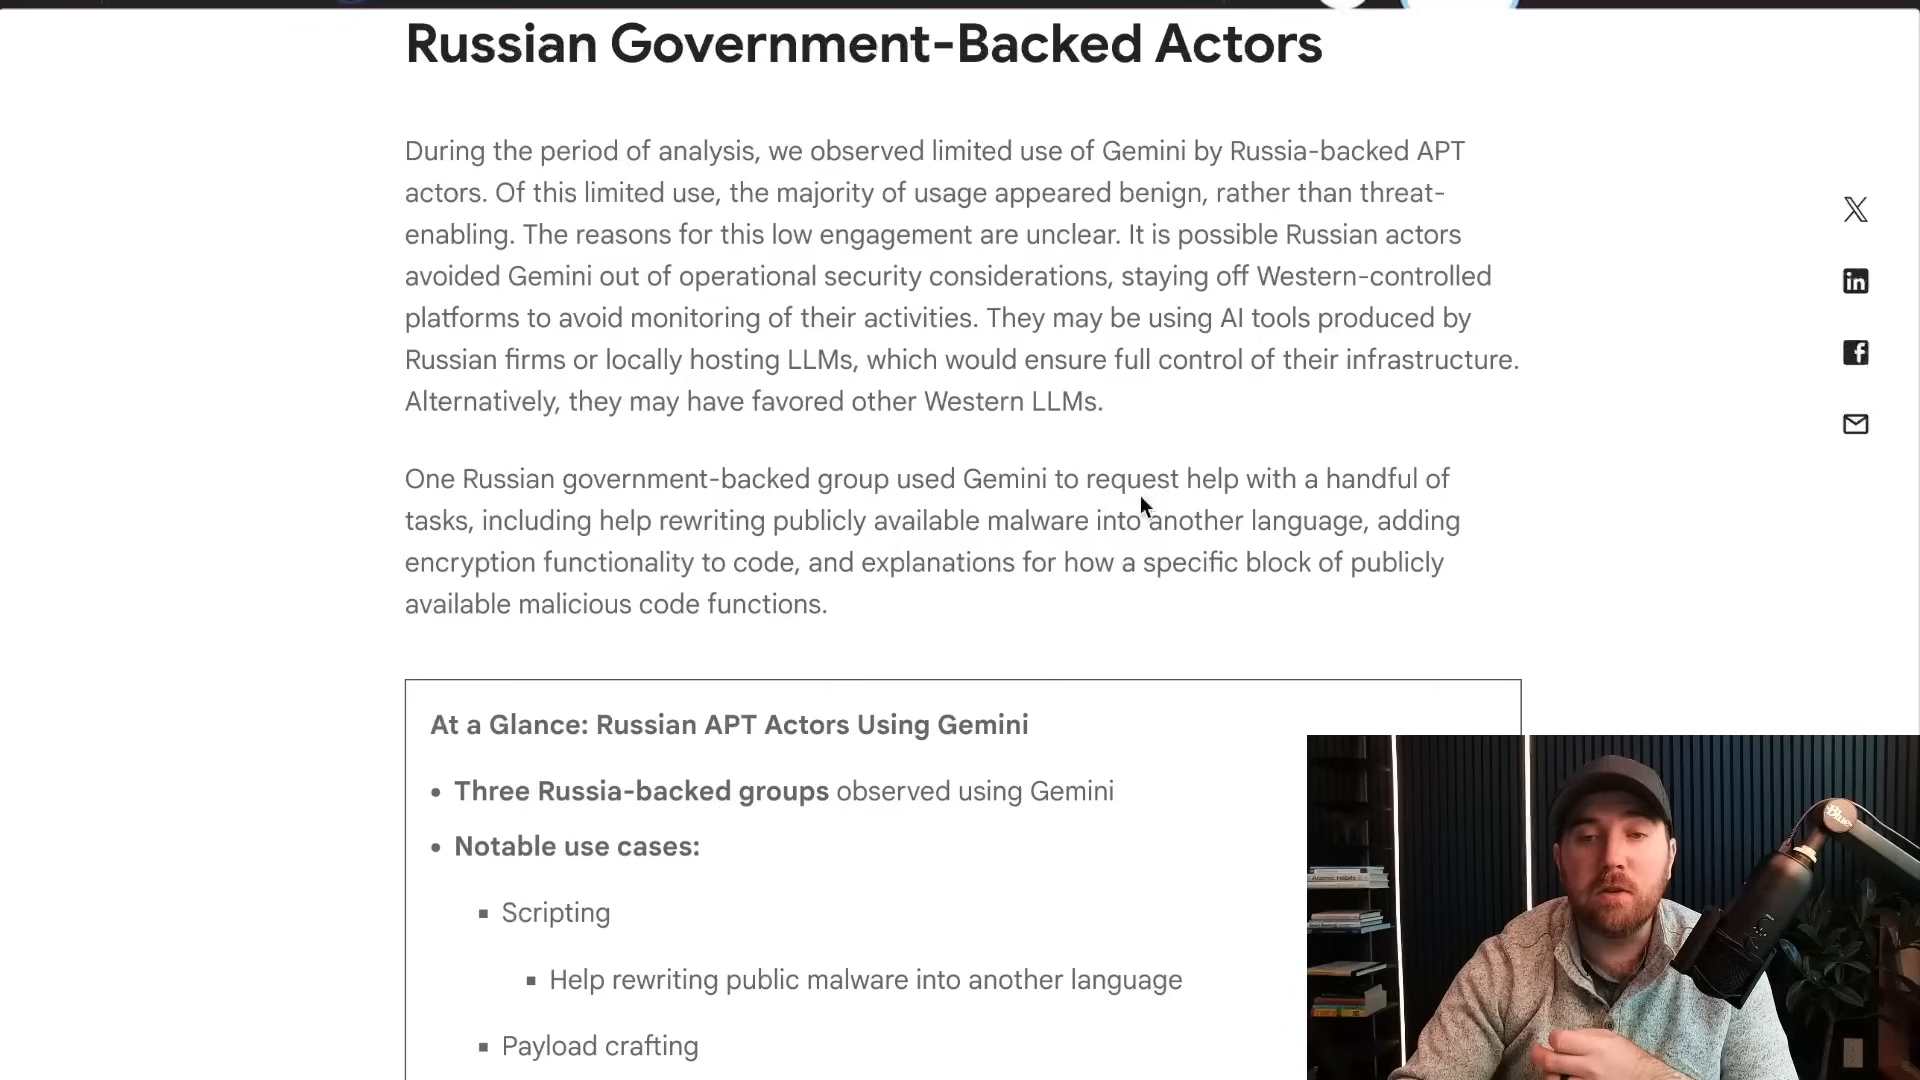 Russian Government-Backed Actors
During the period of analysis, we observed limited use of Gemini by Russia-backed APT
actors. Of this limited use, the majority of usage appeared benign, rather than threat-
enabling. The reasons for this low engagement are unclear. It is possible Russian actors
avoided Gemini out of operational security considerations, staying off Western-controlled
platforms to avoid monitoring of their activities. They may be using AI tools produced by
Russian firms or locally hosting LLMs, which would ensure full control of their infrastructure.
Alternatively, they may have favored other Western LLMs.
One Russian government-backed group used Gemini to request help with a handful of
tasks, including help rewriting publicly available malware into another language, adding
encryption functionality to code, and explanations for how a specific block of publicly
available malicious code functions.
At a Glance: Russian APT Actors Using Gemini
• Three Russia-backed groups observed using Gemini
• Notable use cases:
▪ Scripting
▪ Help rewriting public malware into another language
▪ Payload crafting
Blue
Atomic Habits